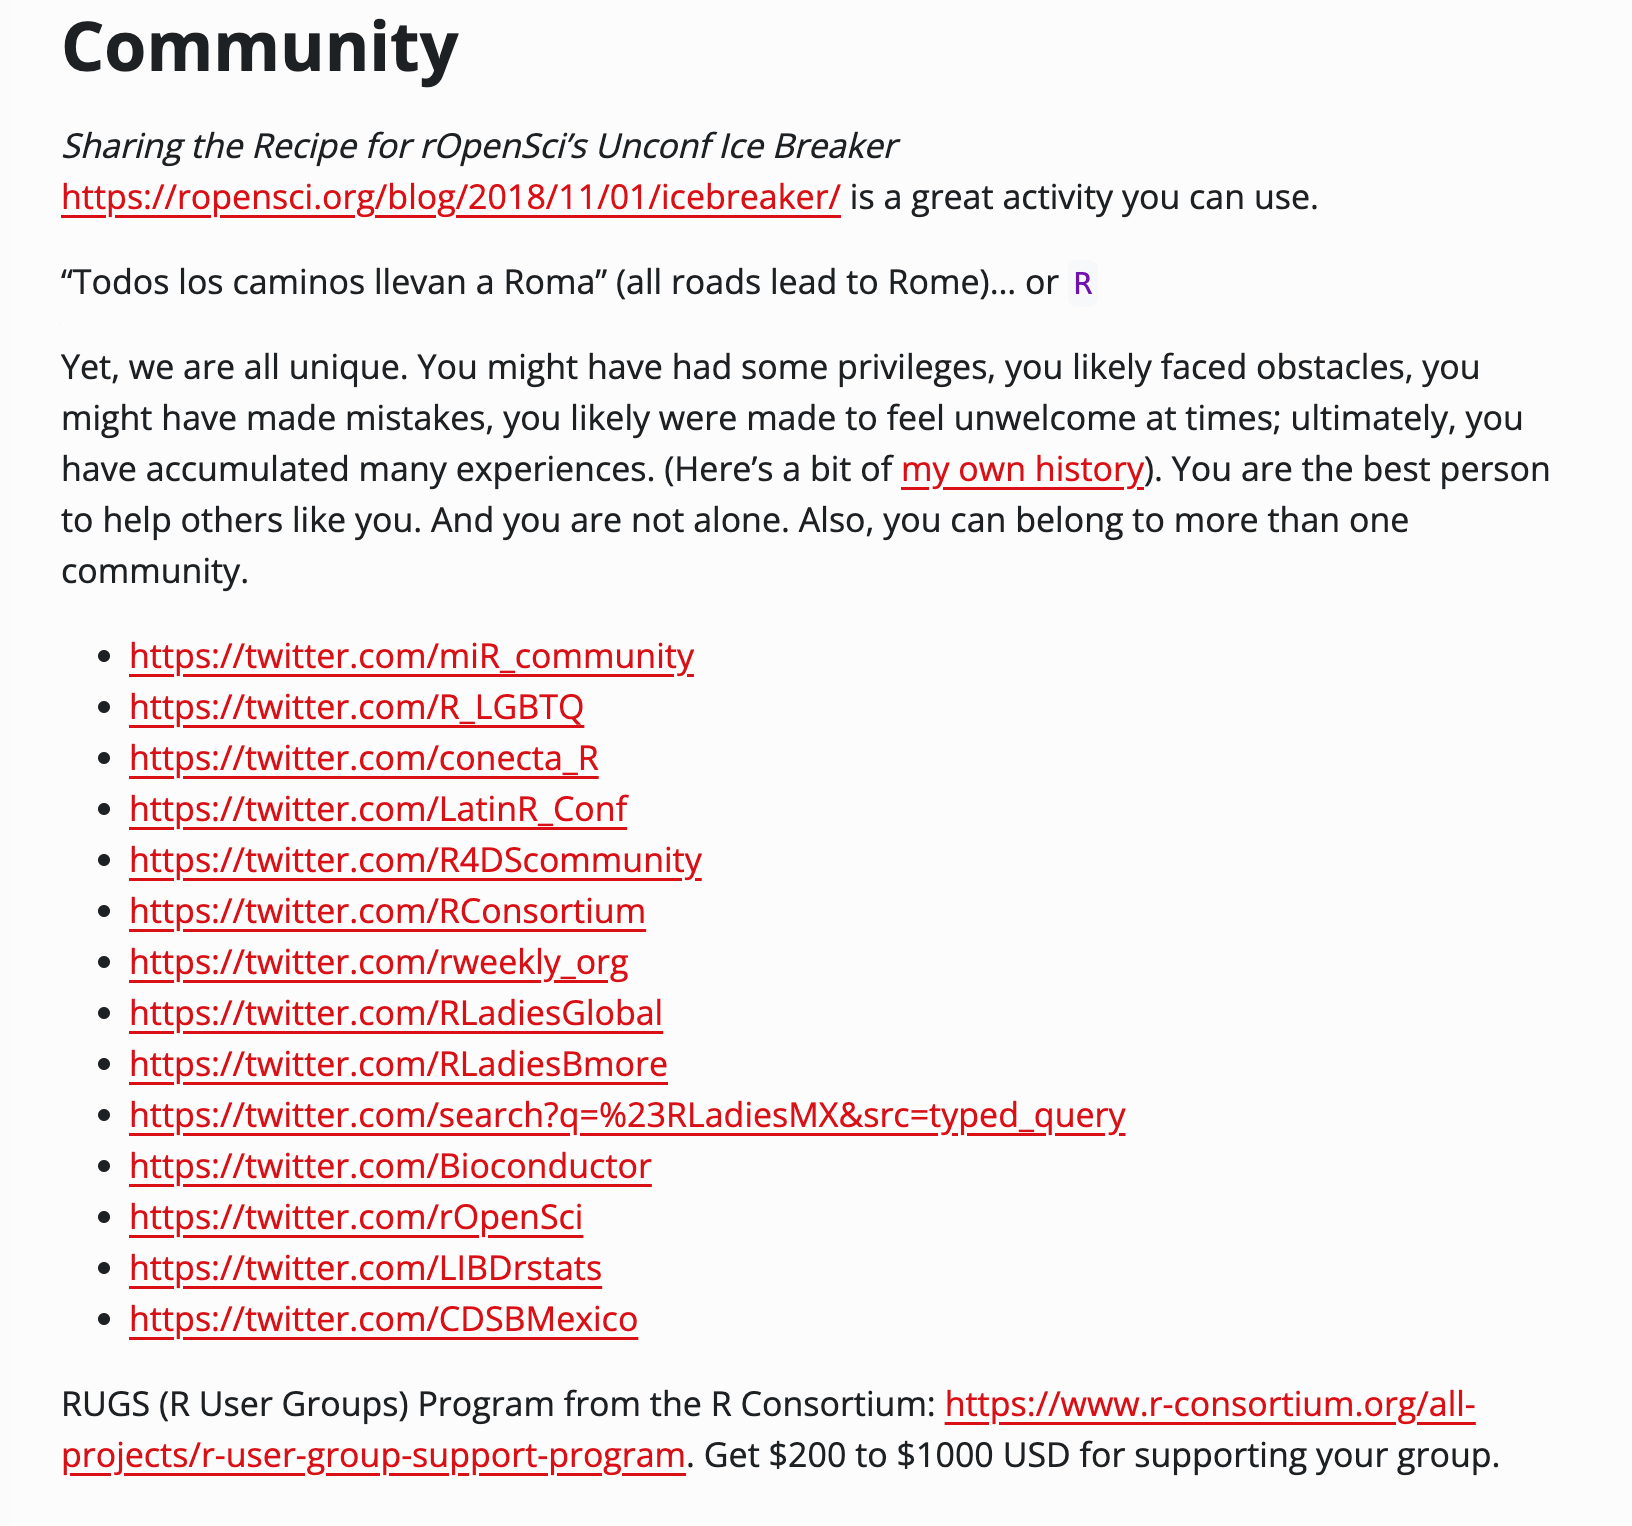 Community
Sharing the Recipe for rOpenSci’s Unconf Ice Breaker
https://ropensci.org/blog/2018/11/01/icebreaker/ is a great activity you can use.
“Todos los caminos llevan a Roma” (all roads lead to Rome)… or R
Yet, we are all unique. You might have had some privileges, you likely faced obstacles, you
might have made mistakes, you likely were made to feel unwelcome at times; ultimately, you
have accumulated many experiences. (Here’s a bit of my own history). You are the best person
to help others like you. And you are not alone. Also, you can belong to more than one
community.
• https://twitter.com/miR_community
• https://twitter.com/R_LGBTQ
• https://twitter.com/conecta_R
• https://twitter.com/LatinR_Conf
• https://twitter.com/R4DScommunity
• https://twitter.com/RConsortium
• https://twitter.com/rweekly_org
• https://twitter.com/RLadiesGlobal
• https://twitter.com/RLadiesBmore
• https://twitter.com/search?q=%23RLadiesMX&src=typed_query
• https://twitter.com/Bioconductor
• https://twitter.com/rOpenSci
• https://twitter.com/LIBDrstats
• https://twitter.com/CDSBMexico
RUGS (R User Groups) Program from the R Consortium: https://www.r-consortium.org/all-
projects/r-user-group-support-program. Get $200 to $1000 USD for supporting your group.